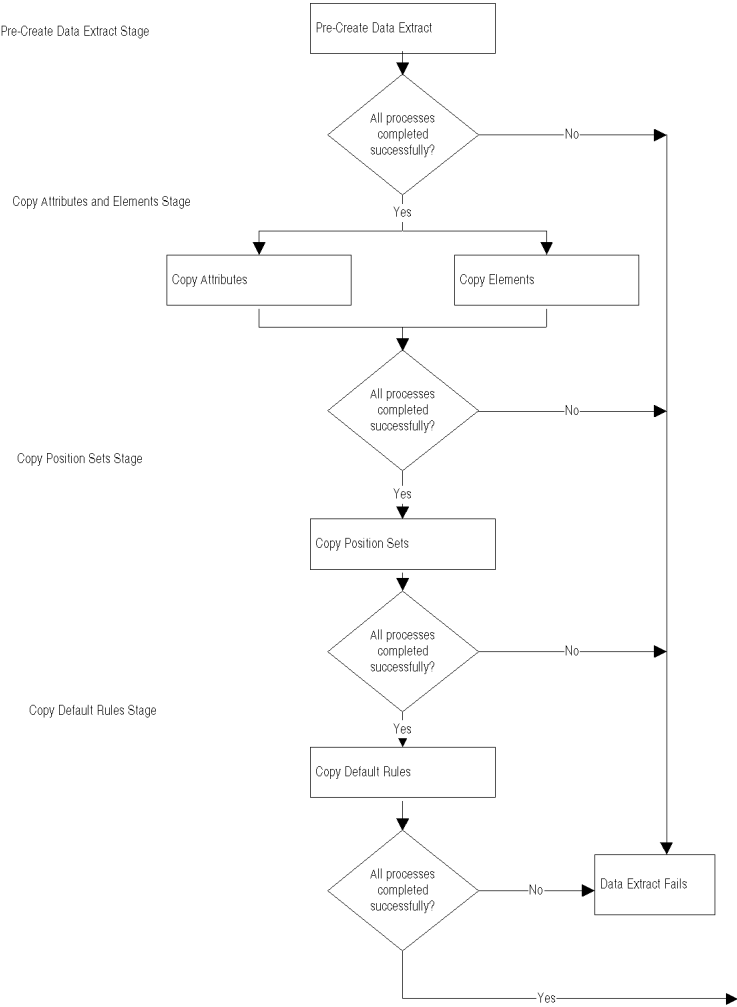 Pre-Create Data Extract Stage
Pre-Create Data Extract
All processes
completed
successfully?
No
Yes
Copy Attributes and Elements Stage
Copy Attributes
Copy Elements
All processes
completed
successfully?
No
Yes
Copy Position Sets Stage
Copy Position Sets
All processes
completed
successfully?
No
Yes
Copy Default Rules Stage
Copy Default Rules
All processes
completed
successfully?
No
Data Extract Fails
Yes